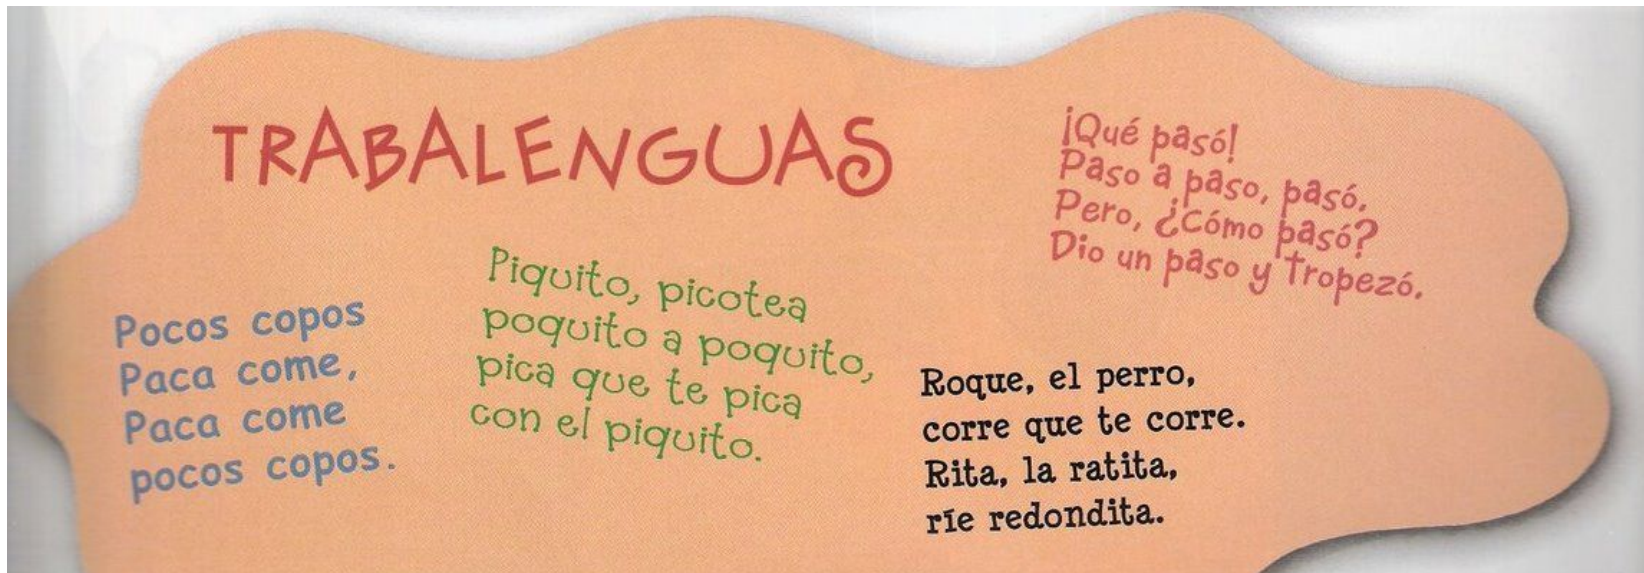 TRABALENGUAS
Pocos copos
Paca come,
Paca come
pocos copos.
Piquito, picotea
poquito a poquito,
pica que te pica
con el piquito.
¡Qué pasó!
Paso a paso, pasó.
Pero, ¿Cómo pasó?
Dio un paso y Tropezó.
Roque, el perro,
corre que te corre.
Rita, la ratita,
ríe redondita.